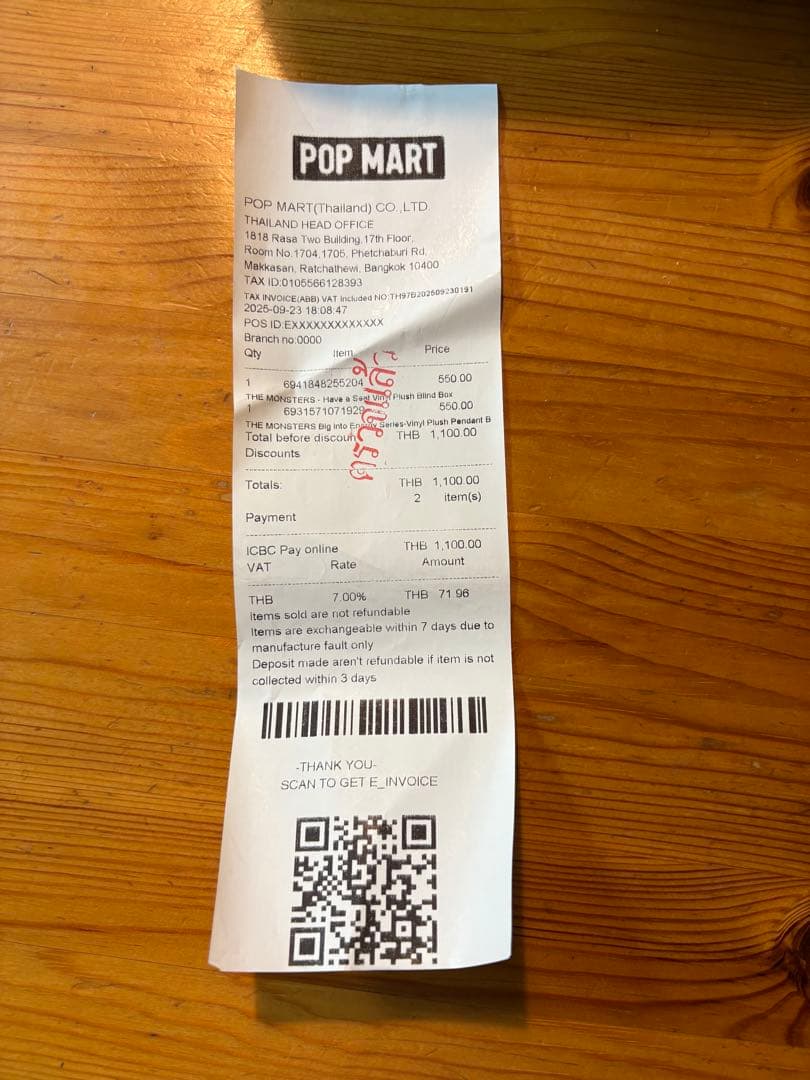 POP MART
POP MART(Thailand) CO.,LTD.
THAILAND HEAD OFFICE
1818 Rasa Two Building,17th Floor,
Room No.1704,1705, Phetchaburi Rd,
Makkasan, Ratchathewi, Bangkok 10400
TAX ID:0105566128393
TAX INVOICE(ABB) VAT Included NO:TH97B202509230191
2025-09-23 18:08:47
POS ID:EXXXXXXXXXXXXX
Branch no:0000
Qty Item Price
1 6941848255204 550.00
THE MONSTERS - Have a Seat Vinyl Plush Blind Box
1 6931571071929 550.00
THE MONSTERS Big into Energy Series-Vinyl Plush Pendant B
Total before discoun THB 1,100.00
Discounts
Totals: THB 1,100.00
2 item(s)
Payment
ICBC Pay online THB 1,100.00
VAT Rate Amount
THB 7.00% THB 71.96
Items sold are not refundable
Items are exchangeable within 7 days due to
manufacture fault only
Deposit made aren't refundable if item is not
collected within 3 days
-THANK YOU-
SCAN TO GET E_INVOICE